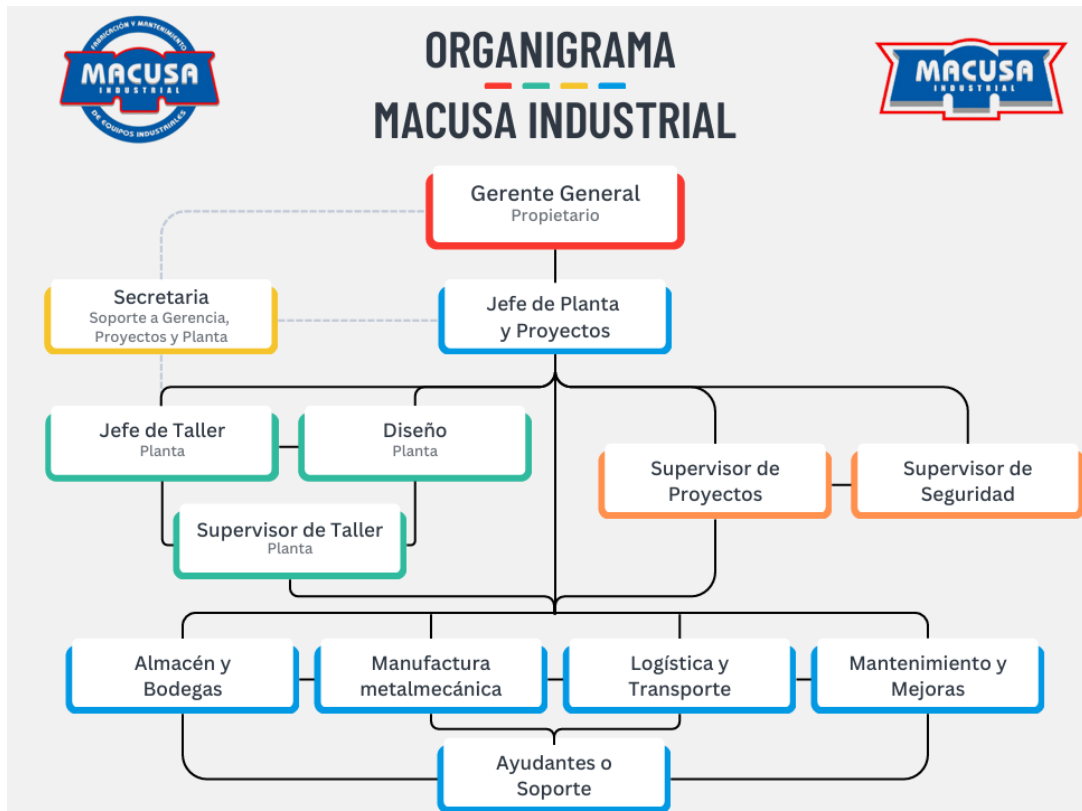 FABRICACIÓN Y MANTENIMIENTO
MACUSA
INDUSTRIAL
DE EQUIPOS INDUSTRIALES
ORGANIGRAMA
MACUSA INDUSTRIAL
MACUSA
INDUSTRIAL
Gerente General
Propietario
Secretaria
Soporte a Gerencia,
Proyectos y Planta
Jefe de Planta
y Proyectos
Jefe de Taller
Planta
Diseño
Planta
Supervisor de
Proyectos
Supervisor de
Seguridad
Supervisor de Taller
Planta
Almacén y
Bodegas
Manufactura
metalmecánica
Logística y
Transporte
Mantenimiento y
Mejoras
Ayudantes o
Soporte